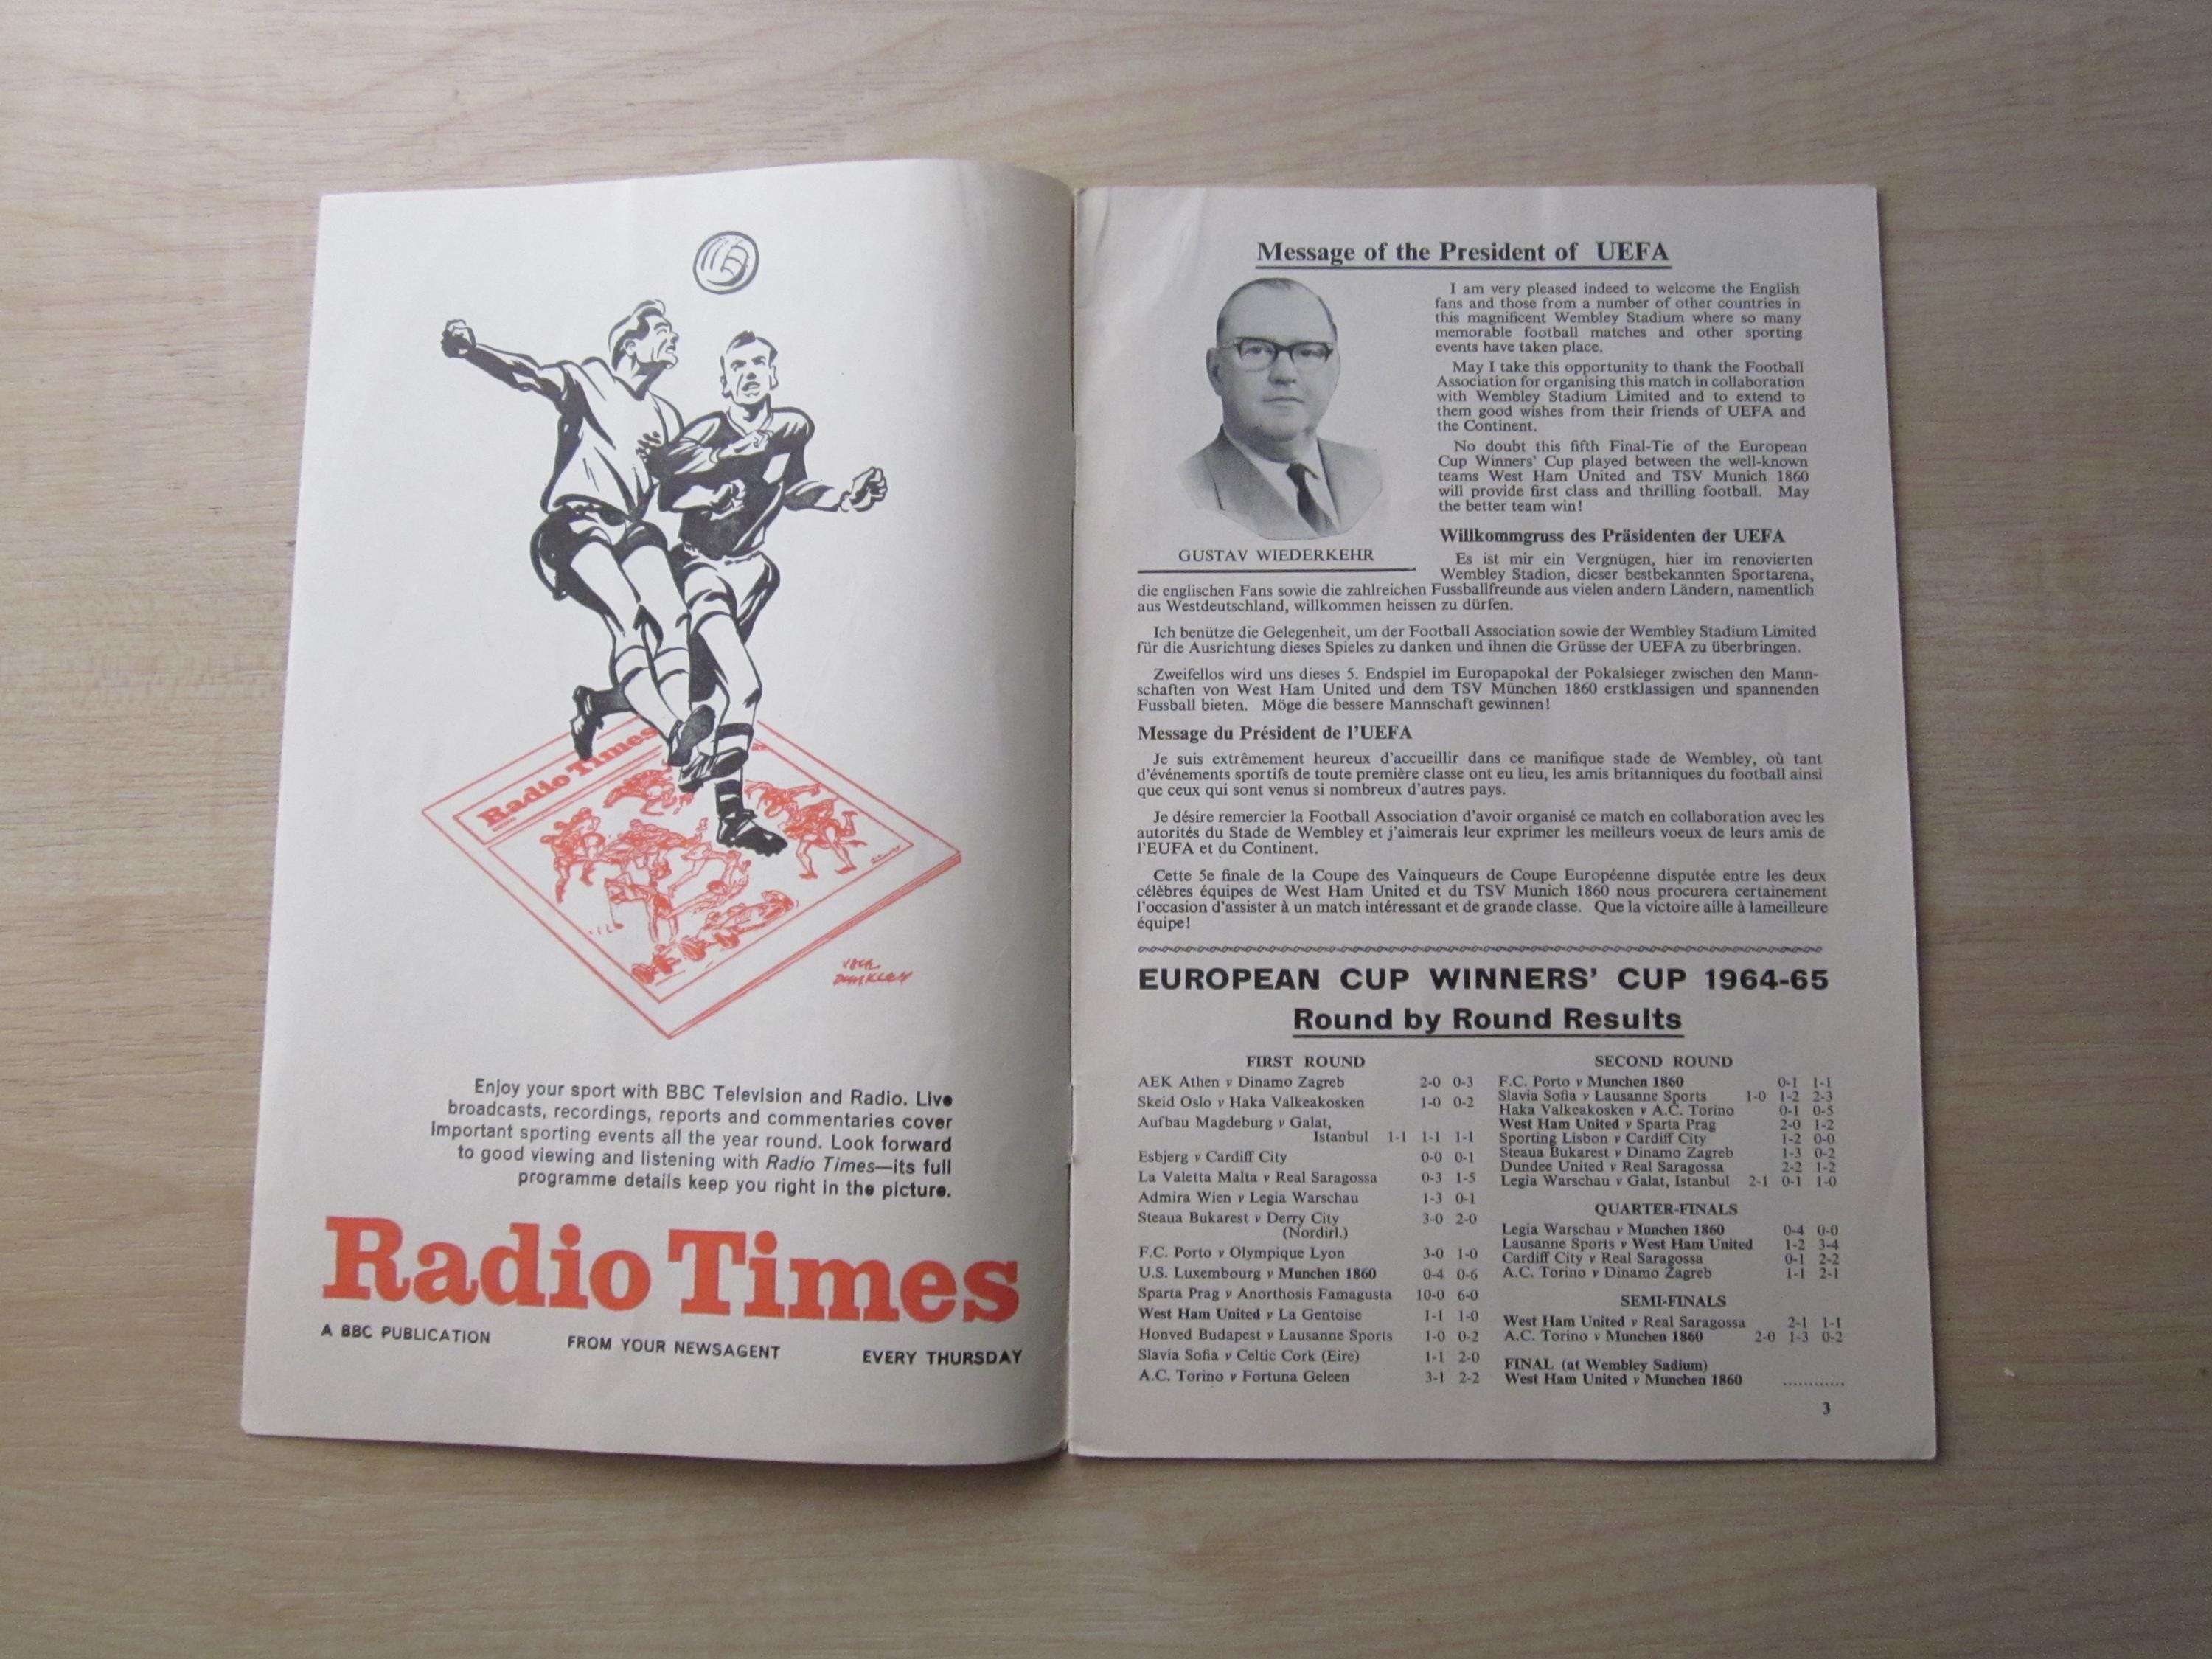 Radio Times
JACK
DUNKLEY
Enjoy your sport with BBC Television and Radio. Live
broadcasts, recordings, reports and commentaries cover
important sporting events all the year round. Look forward
to good viewing and listening with Radio Times—its full
programme details keep you right in the picture.
Radio Times
A BBC PUBLICATION FROM YOUR NEWSAGENT EVERY THURSDAY
Message of the President of UEFA
I am very pleased indeed to welcome the English
fans and those from a number of other countries in
this magnificent Wembley Stadium where so many
memorable football matches and other sporting
events have taken place.
May I take this opportunity to thank the Football
Association for organising this match in collaboration
with Wembley Stadium Limited and to extend to
them good wishes from their friends of UEFA and
the Continent.
No doubt this fifth Final-Tie of the European
Cup Winners' Cup played between the well-known
teams West Ham United and TSV Munich 1860
will provide first class and thrilling football. May
the better team win!
GUSTAV WIEDERKEHR
Willkommgruss des Präsidenten der UEFA
Es ist mir ein Vergnügen, hier im renovierten
Wembley Stadion, dieser bestbekannten Sportarena,
die englischen Fans sowie die zahlreichen Fussballfreunde aus vielen andern Ländern, namentlich
aus Westdeutschland, willkommen heissen zu dürfen.
Ich benütze die Gelegenheit, um der Football Association sowie der Wembley Stadium Limited
für die Ausrichtung dieses Spieles zu danken und ihnen die Grüsse der UEFA zu überbringen.
Zweifellos wird uns dieses 5. Endspiel im Europapokal der Pokalsieger zwischen den Mann-
schaften von West Ham United und dem TSV München 1860 erstklassigen und spannenden
Fussball bieten. Möge die bessere Mannschaft gewinnen!
Message du Président de l'UEFA
Je suis extrêmement heureux d'accueillir dans ce manifique stade de Wembley, où tant
d'événements sportifs de toute première classe ont eu lieu, les amis britanniques du football ainsi
que ceux qui sont venus si nombreux d'autres pays.
Je désire remercier la Football Association d'avoir organisé ce match en collaboration avec les
autorités du Stade de Wembley et j'aimerais leur exprimer les meilleurs voeux de leurs amis de
l'EUFA et du Continent.
Cette 5e finale de la Coupe des Vainqueurs de Coupe Européenne disputée entre les deux
célèbres équipes de West Ham United et du TSV Munich 1860 nous procurera certainement
l'occasion d'assister à un match intéressant et de grande classe. Que la victoire aille à lameilleure
équipe!
EUROPEAN CUP WINNERS' CUP 1964-65
Round by Round Results
FIRST ROUND
AEK Athen v Dinamo Zagreb 2-0 0-3
Skeid Oslo v Haka Valkeakosken 1-0 0-2
Aufbau Magdeburg v Galat,
Istanbul 1-1 1-1 1-1
Esbjerg v Cardiff City 0-0 0-1
La Valetta Malta v Real Saragossa 0-3 1-5
Admira Wien v Legia Warschau 1-3 0-1
Steaua Bukarest v Derry City 3-0 2-0
(Nordirl.)
F.C. Porto v Olympique Lyon 3-0 1-0
U.S. Luxembourg v Munchen 1860 0-4 0-6
Sparta Prag v Anorthosis Famagusta 10-0 6-0
West Ham United v La Gentoise 1-1 1-0
Honved Budapest v Lausanne Sports 1-0 0-2
Slavia Sofia v Celtic Cork (Eire) 1-1 2-0
A.C. Torino v Fortuna Geleen 3-1 2-2
SECOND ROUND
F.C. Porto v Munchen 1860 0-1 1-1
Slavia Sofia v Lausanne Sports 1-0 1-2 2-3
Haka Valkeakosken v A.C. Torino 0-1 0-5
West Ham United v Sparta Prag 2-0 1-2
Sporting Lisbon v Cardiff City 1-2 0-0
Steaua Bukarest v Dinamo Zagreb 1-3 0-2
Dundee United v Real Saragossa 2-2 1-2
Legia Warschau v Galat, Istanbul 2-1 0-1 1-0
QUARTER-FINALS
Legia Warschau v Munchen 1860 0-4 0-0
Lausanne Sports v West Ham United 1-2 3-4
Cardiff City v Real Saragossa 0-1 2-2
A.C. Torino v Dinamo Zagreb 1-1 2-1
SEMI-FINALS
West Ham United v Real Saragossa 2-1 1-1
A.C. Torino v Munchen 1860 2-0 1-3 0-2
FINAL (at Wembley Sadium)
West Ham United v Munchen 1860 ............
3